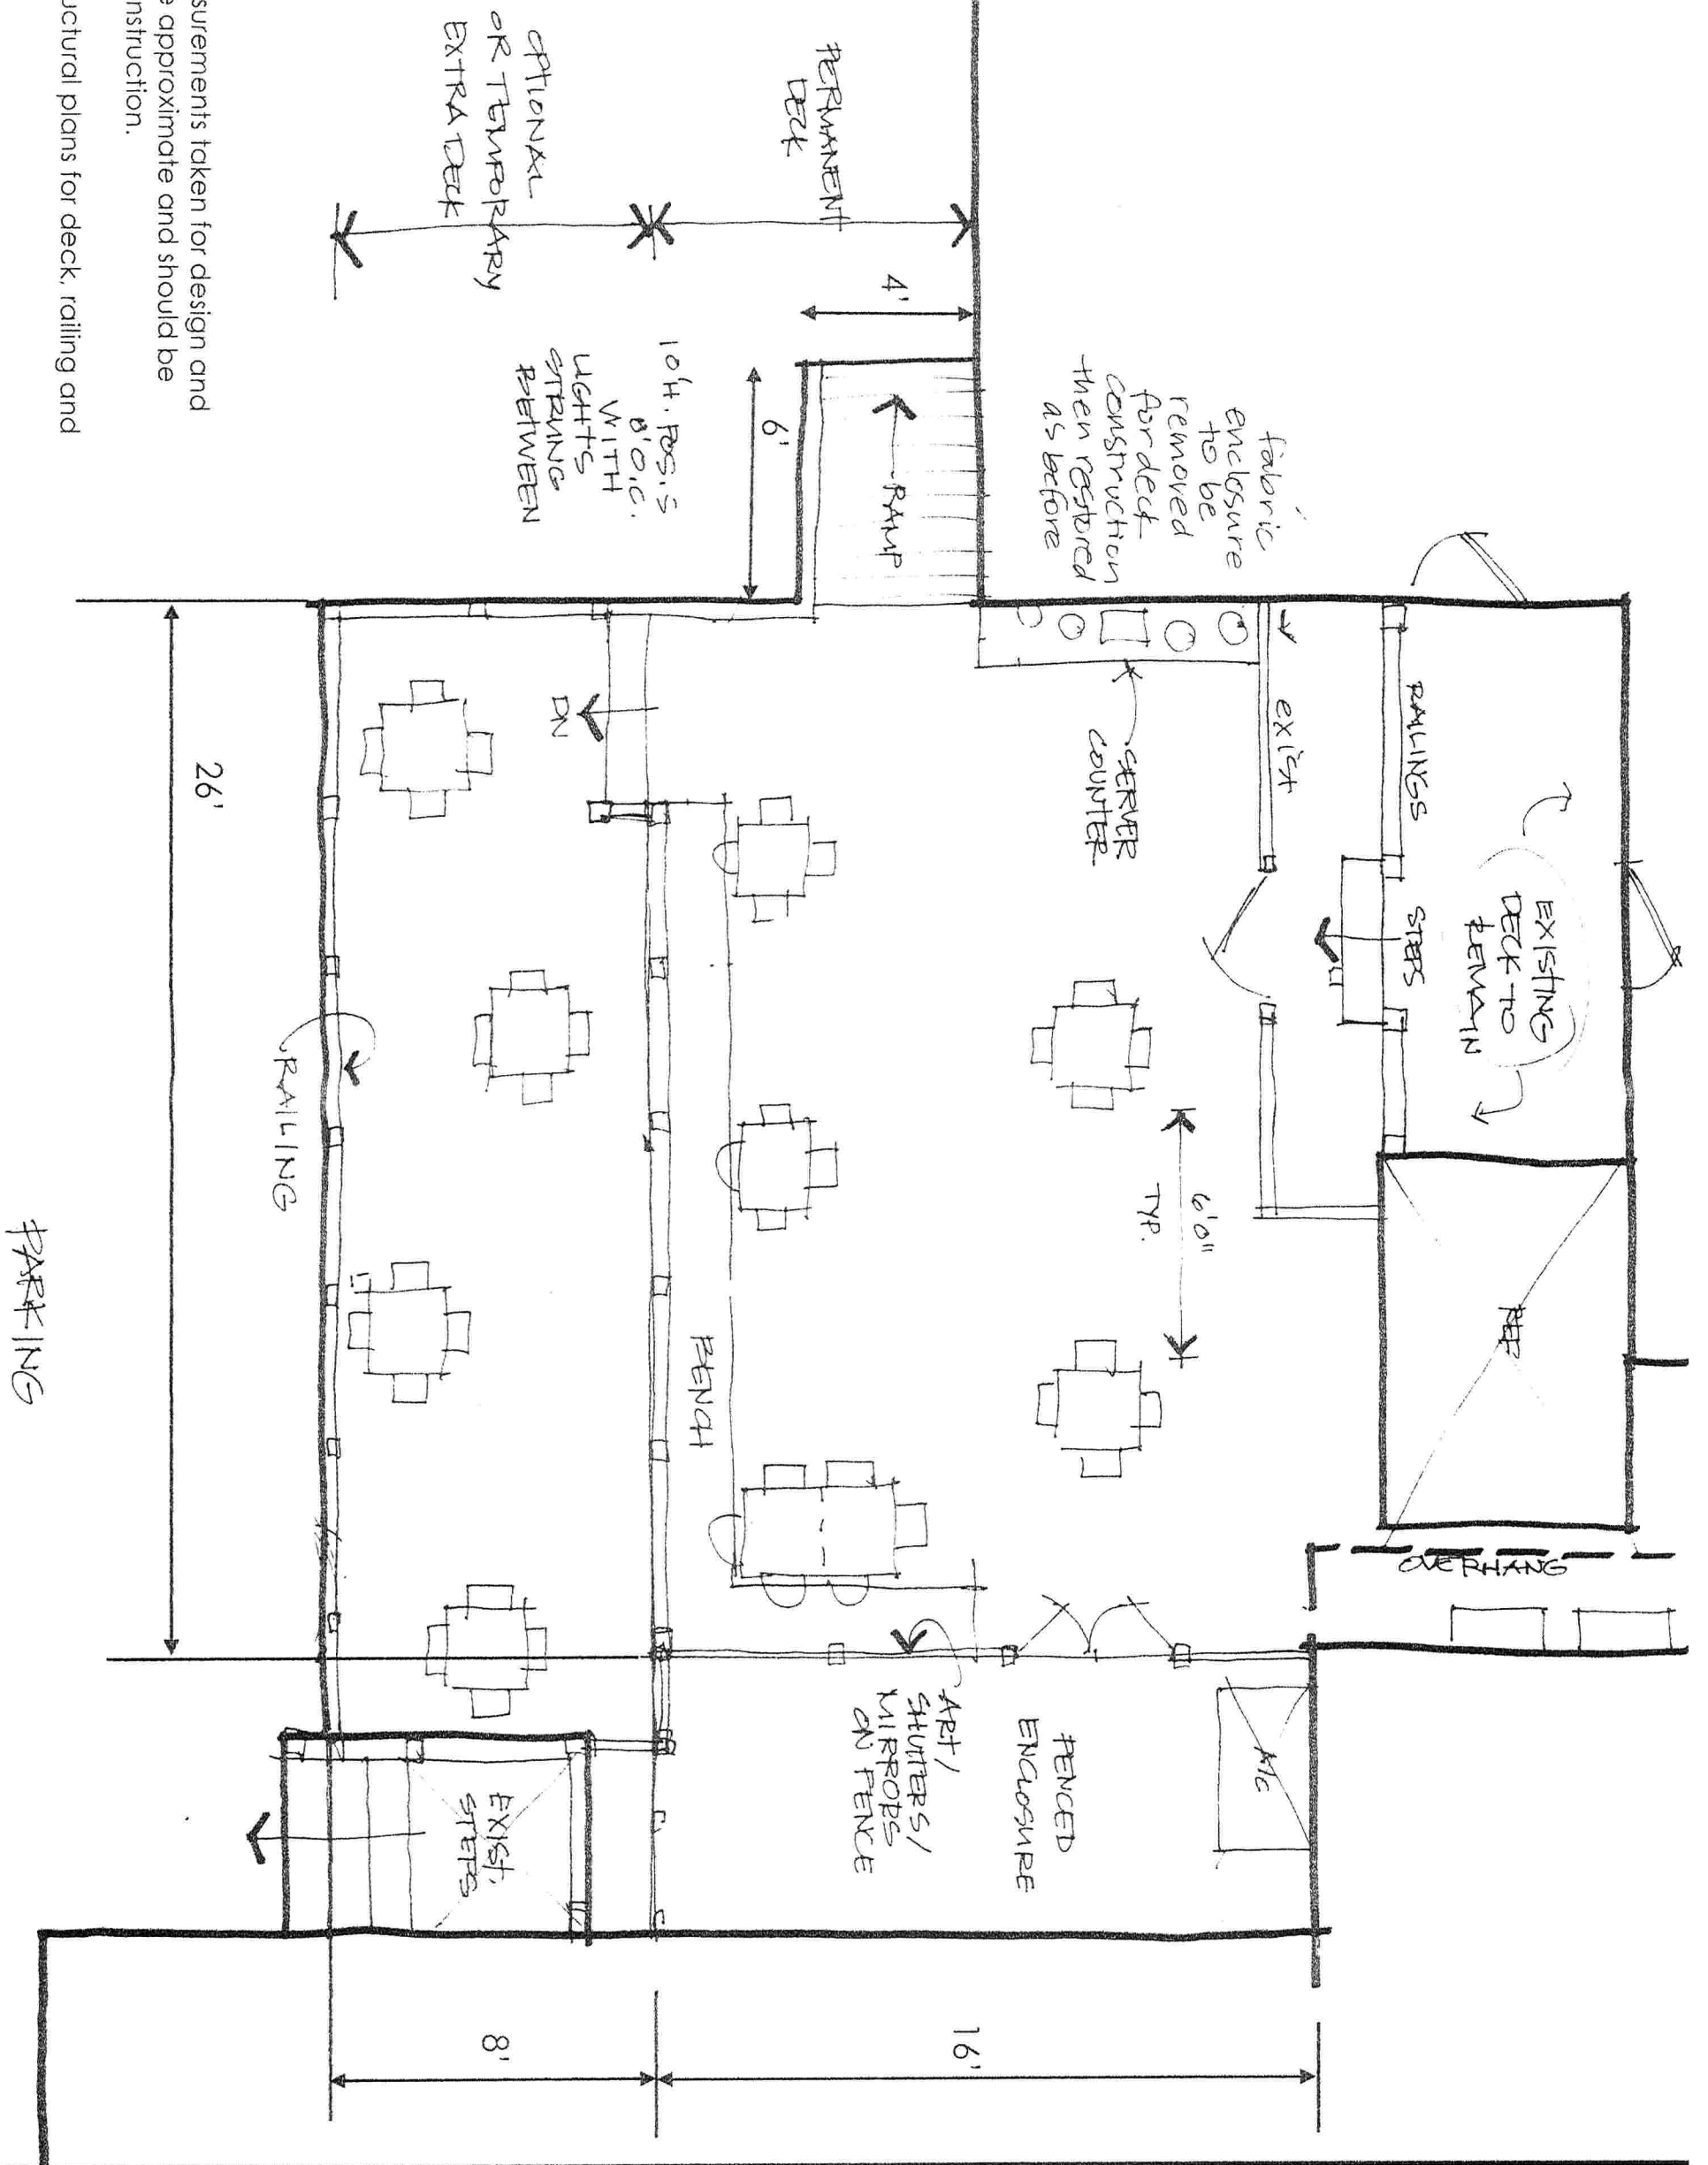 EXISTING
DECK TO
REMAIN
RAILINGS
STEPS
REF
OVERHANG
fabric
enclosure
to be
removed
for deck
construction
then restored
as before
exist
SERVER
COUNTER
6'0"
TYP.
A/C
FENCED
ENCLOSURE
ART/
SHUTTERS/
MIRRORS
ON FENCE
4'
RAMP
6'
PERMANENT
DECK
10'H. POSTS
8'O.C.
WITH
LIGHTS
STRUNG
BETWEEN
OPTIONAL
OR TEMPORARY
EXTRA DECK
BENCH
DN
EXIST.
STEPS
16'
8'
RAILING
26'
PARKING
surements taken for design and
e approximate and should be
nstruction.
uctural plans for deck, railing and